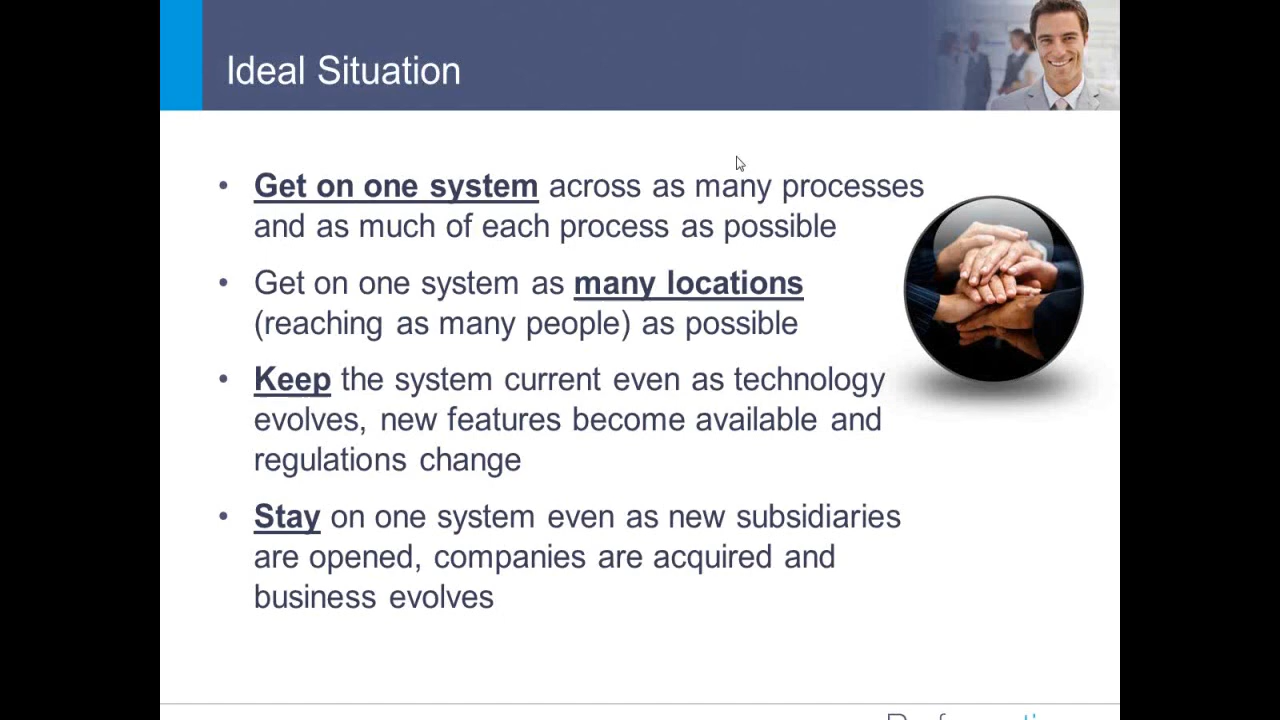 Ideal Situation
• Get on one system across as many processes
and as much of each process as possible
• Get on one system as many locations
(reaching as many people) as possible
• Keep the system current even as technology
evolves, new features become available and
regulations change
• Stay on one system even as new subsidiaries
are opened, companies are acquired and
business evolves